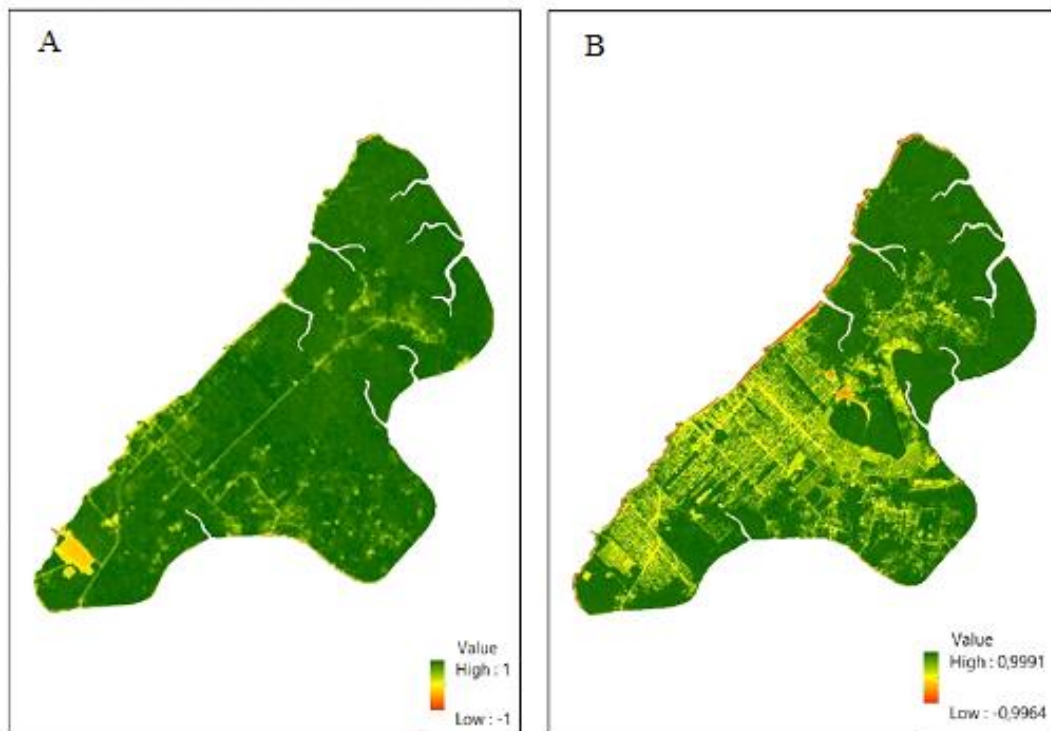 A
Value
High : 1
Low : -1
B
Value
High : 0,9991
Low : -0,9964